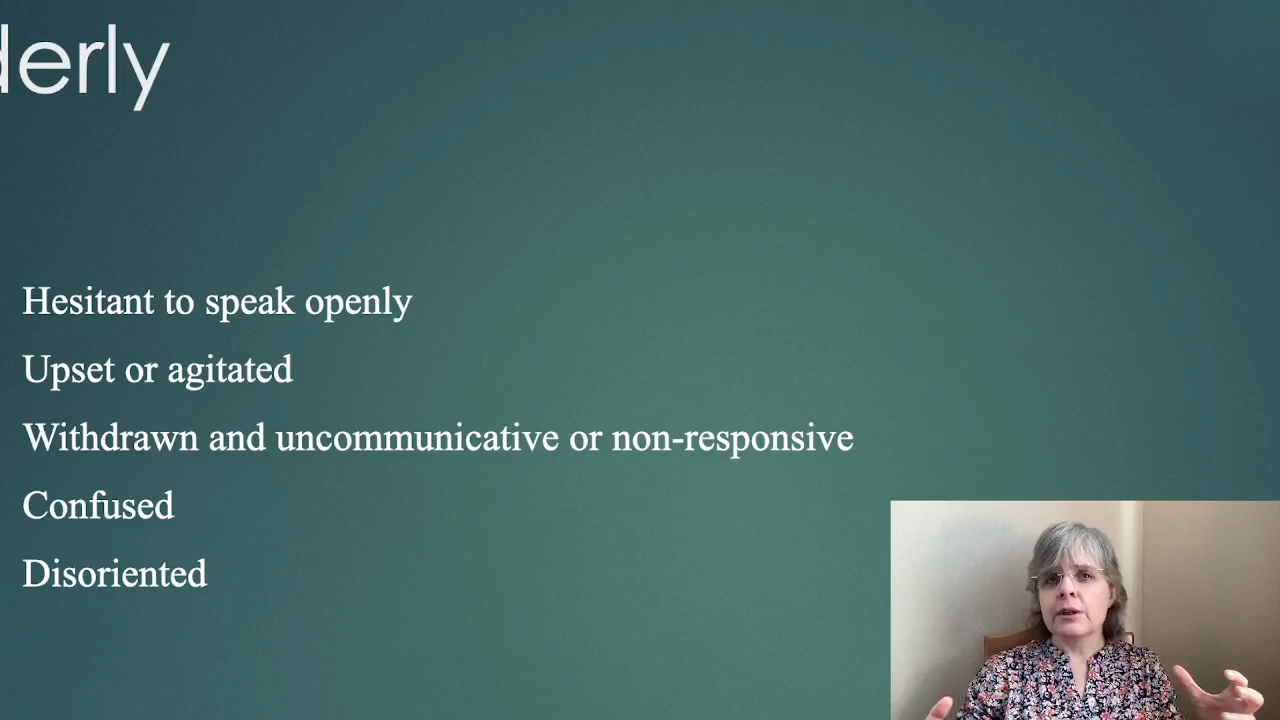 derly
Hesitant to speak openly
Upset or agitated
Withdrawn and uncommunicative or non-responsive
Confused
Disoriented